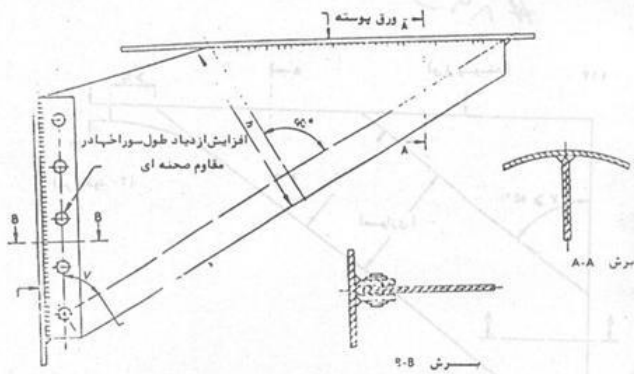 ورق پوسته
A
h
90°
افزایش ازدیاد طول سوراخها در
مقاوم صحنه ای
A
B
B
V
برش A-A
برش B-B